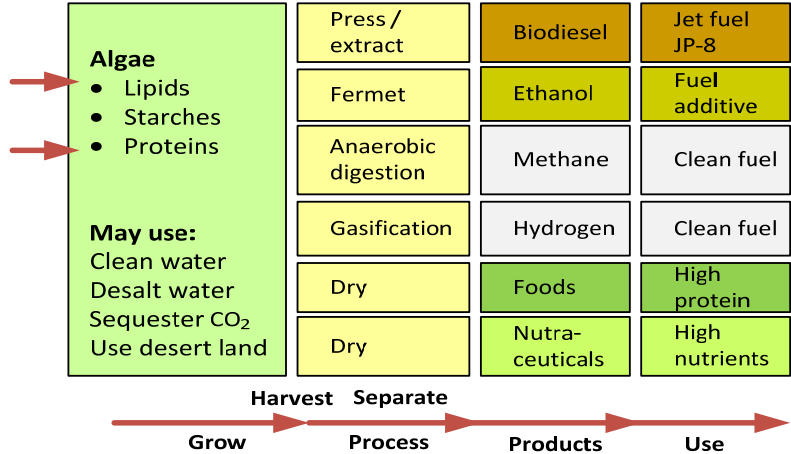 Algae
• Lipids
• Starches
• Proteins
May use:
Clean water
Desalt water
Sequester CO₂
Use desert land
Press /
extract
Biodiesel
Jet fuel
JP-8
Fermet
Ethanol
Fuel
additive
Anaerobic
digestion
Methane
Clean fuel
Gasification
Hydrogen
Clean fuel
Dry
Foods
High
protein
Dry
Nutra-
ceuticals
High
nutrients
Harvest
Separate
Grow
Process
Products
Use